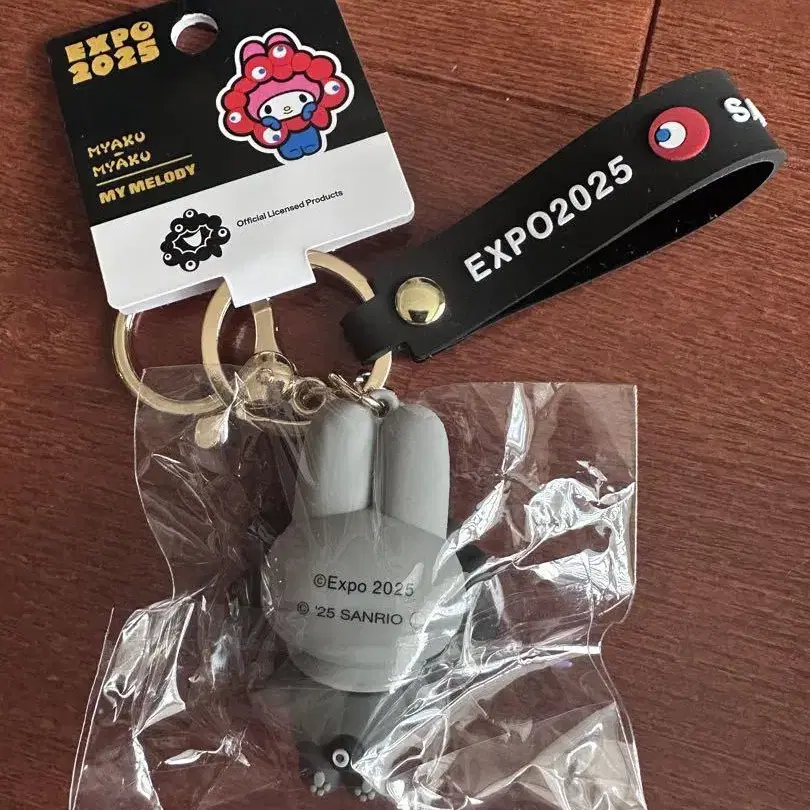 EXPO
2025
MYAKU
–
MYAKU
MY MELODY
Official Licensed Products
EXPO2025
©Expo 2025
© '25 SANRIO